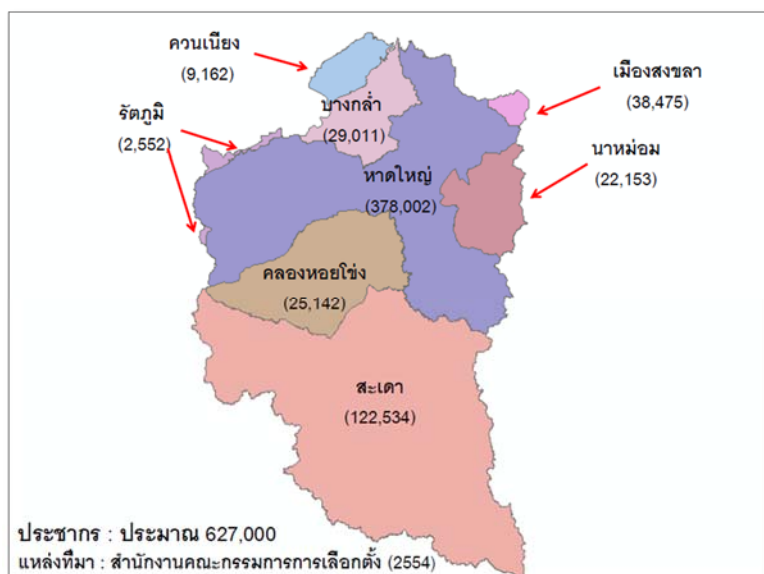 ควนเนียง
(9,162)
เมืองสงขลา
(38,475)
บางกล่ำ
(29,011)
รัตภูมิ
(2,552)
นาหม่อม
(22,153)
หาดใหญ่
(378,002)
คลองหอยโข่ง
(25,142)
สะเดา
(122,534)
ประชากร : ประมาณ 627,000
แหล่งที่มา : สำนักงานคณะกรรมการการเลือกตั้ง (2554)